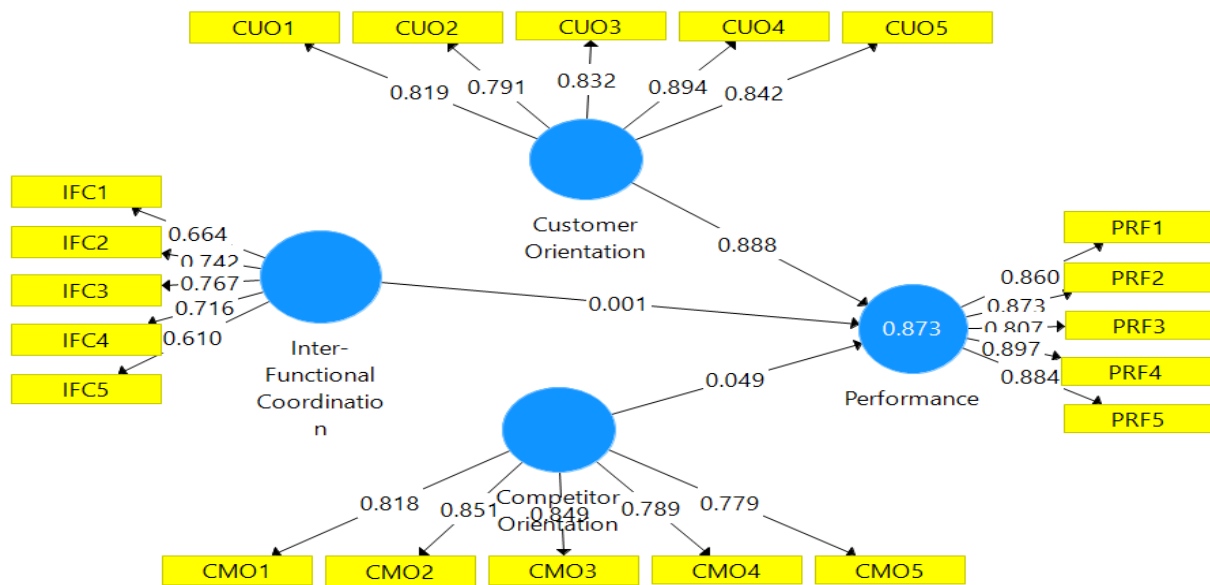 CUO1 CUO2 CUO3 CUO4 CUO5
0.819 0.791 0.832 0.894 0.842
Customer
Orientation
IFC1
IFC2
IFC3
IFC4
IFC5
0.664
0.742
0.767
0.716
0.610
Inter-
Functional
Coordinatio
n
0.888
0.001
0.049
0.873
Performance
0.860
0.873
0.807
0.897
0.884
PRF1
PRF2
PRF3
PRF4
PRF5
Competitor
Orientation
0.818 0.851 0.849 0.789 0.779
CMO1 CMO2 CMO3 CMO4 CMO5